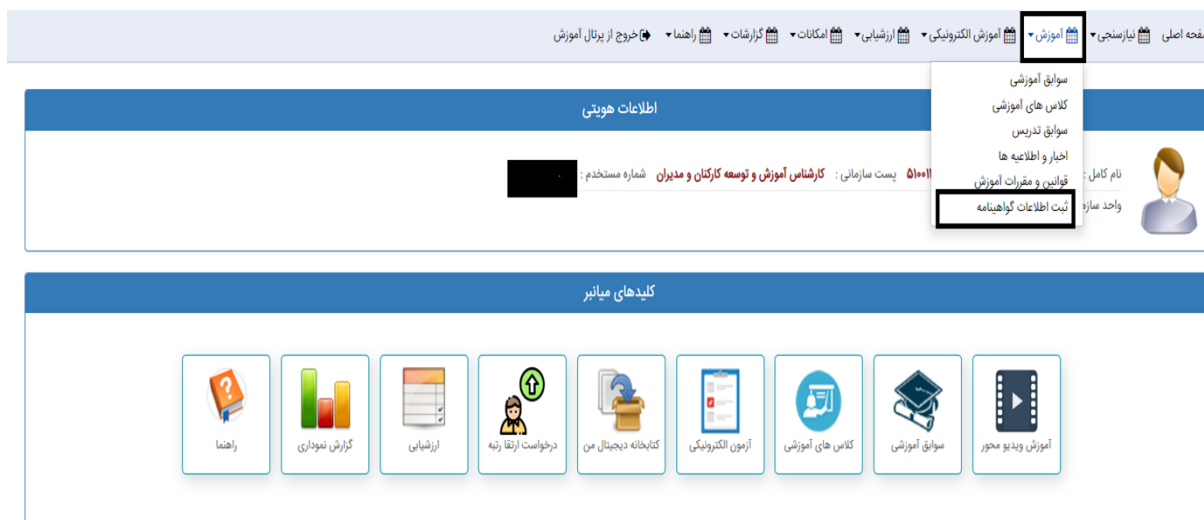 صفحه اصلی نیازسنجی آموزش آموزش الکترونیکی ارزشیابی امکانات گزارشات راهنما خروج از پرتال آموزش
سوابق آموزشی
کلاس های آموزشی
سوابق تدریس
اخبار و اطلاعیه ها
قوانین و مقررات آموزش
ثبت اطلاعات گواهینامه
اطلاعات هویتی
نام کامل : پست سازمانی : کارشناس آموزش و توسعه کارکنان و مدیران شماره مستخدم :
واحد
کلیدهای میانبر
آموزش ویدیو محور
سوابق آموزشی
کلاس های آموزشی
آزمون الکترونیکی
کتابخانه دیجیتال من
درخواست ارتقا رتبه
ارزشیابی
گزارش نموداری
راهنما